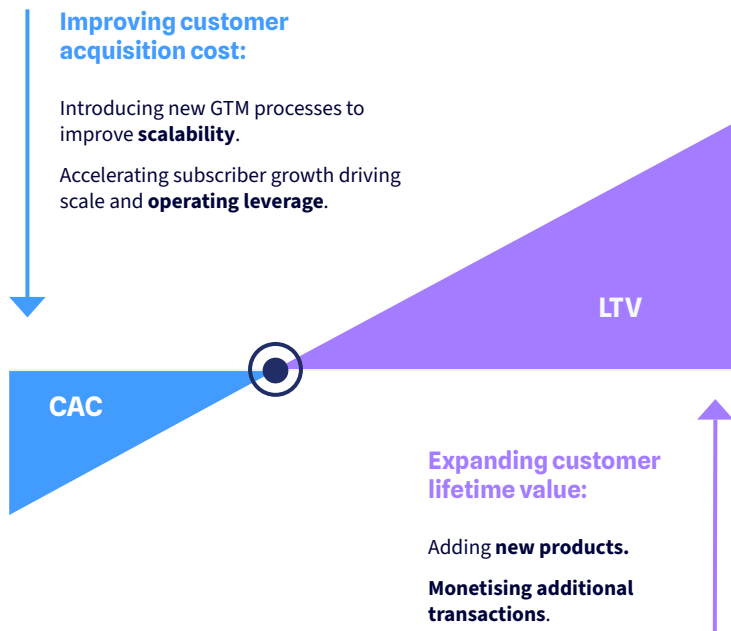 Improving customer
acquisition cost:
Introducing new GTM processes to
improve scalability.
Accelerating subscriber growth driving
scale and operating leverage.
LTV
CAC
Expanding customer
lifetime value:
Adding new products.
Monetising additional
transactions.